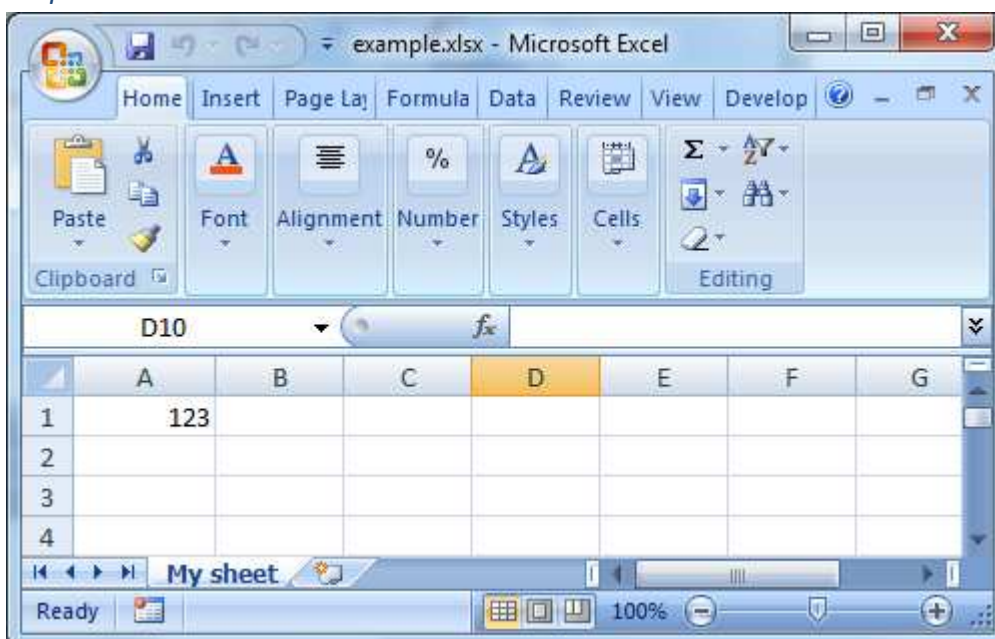 example.xlsx - Microsoft Excel
Home Insert Page Lay Formula Data Review View Develop
Paste Font Alignment Number Styles Cells
Clipboard Editing
D10 fx
A B C D E F G
1 123
2
3
4
My sheet
Ready 100%